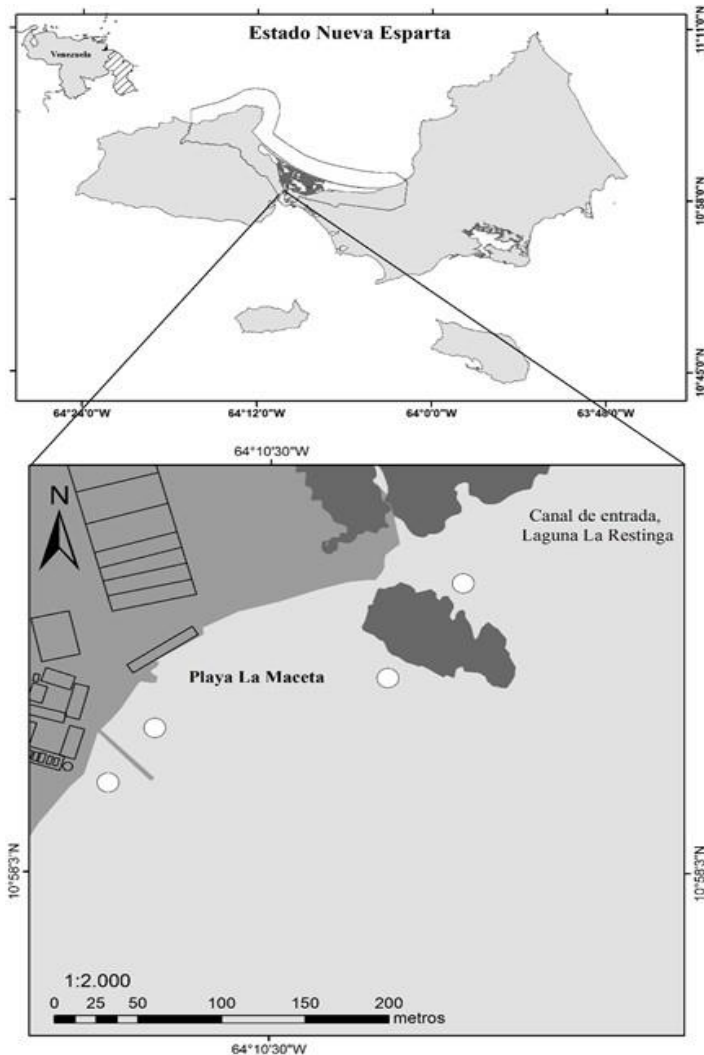 Estado Nueva Esparta
Venezuela
11°11'0"N
10°58'0"N
10°45'0"N
64°24'0"W
64°12'0"W
64°0'0"W
63°48'0"W
64°10'30"W
N
Canal de entrada,
Laguna La Restinga
Playa La Maceta
10°58'3"N
10°58'3"N
1:2.000
0 25 50 100 150 200
metros
64°10'30"W